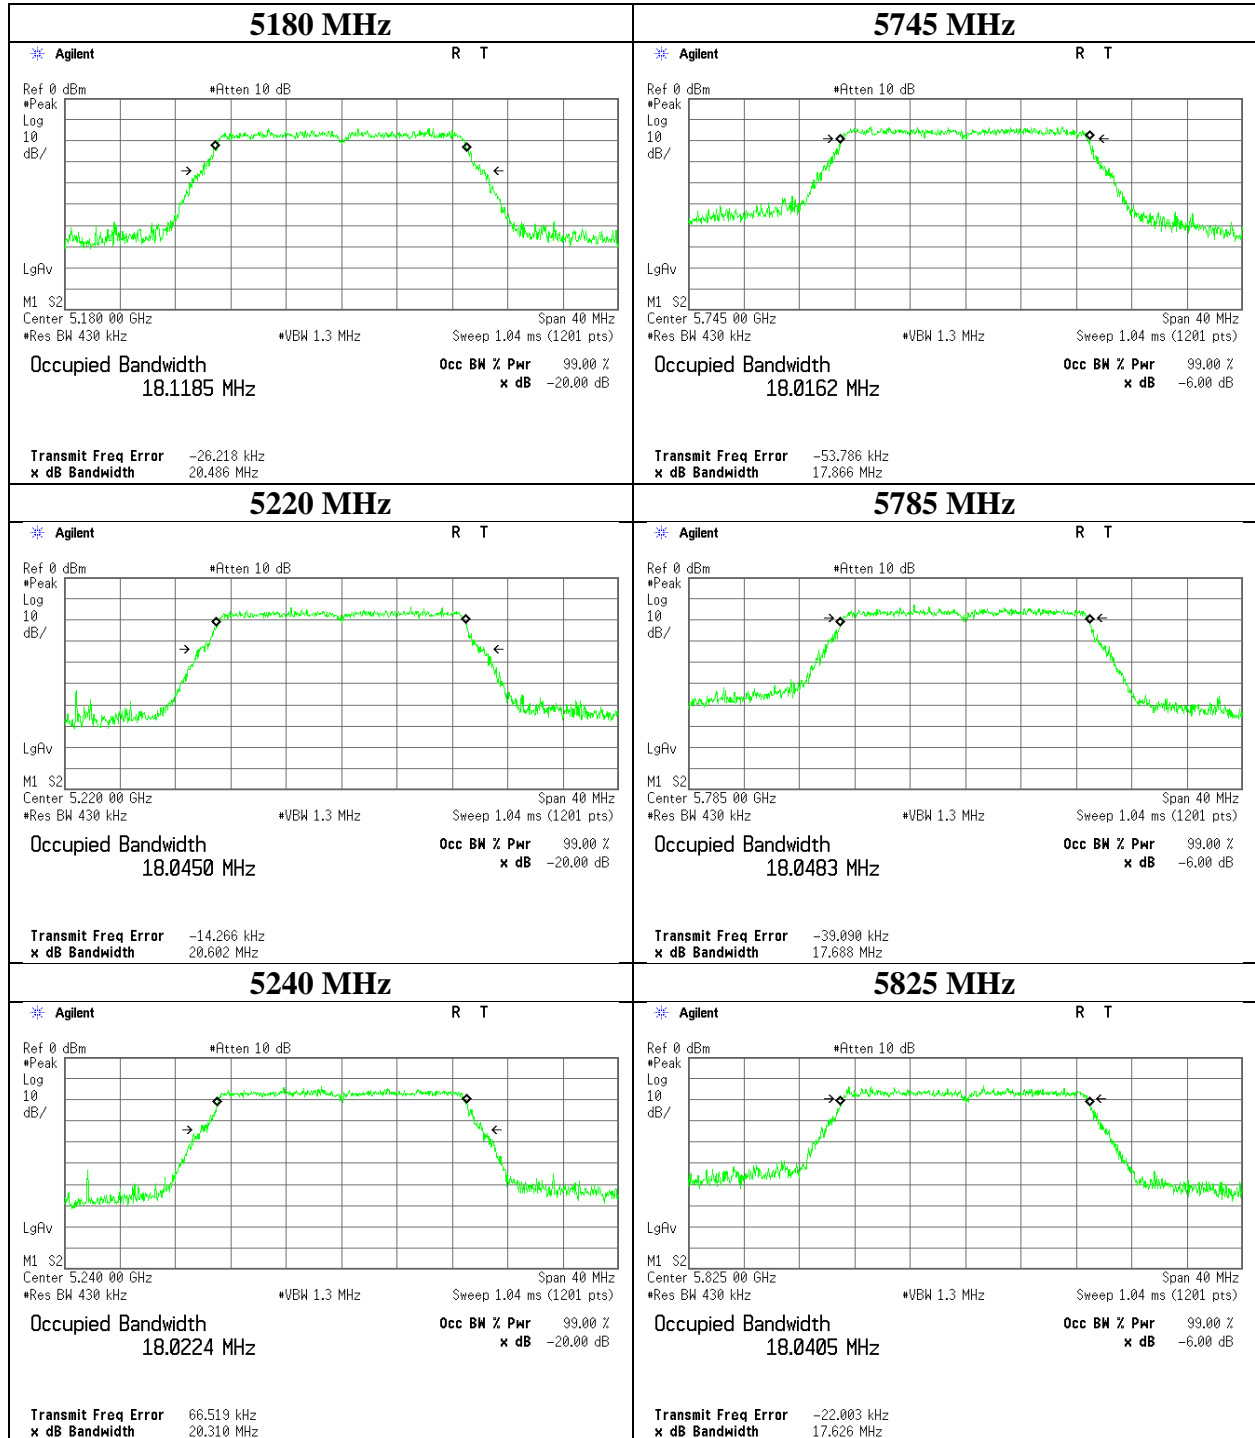 5180 MHz
Agilent R T
Ref 0 dBm #Atten 10 dB
#Peak
Log
10
dB/
LgAv
M1 S2
Center 5.180 00 GHz Span 40 MHz
#Res BW 430 kHz #VBW 1.3 MHz Sweep 1.04 ms (1201 pts)
Occupied Bandwidth Occ BW % Pwr 99.00 %
18.1185 MHz x dB -20.00 dB
Transmit Freq Error -26.218 kHz
x dB Bandwidth 20.486 MHz
5745 MHz
Agilent R T
Ref 0 dBm #Atten 10 dB
#Peak
Log
10
dB/
LgAv
M1 S2
Center 5.745 00 GHz Span 40 MHz
#Res BW 430 kHz #VBW 1.3 MHz Sweep 1.04 ms (1201 pts)
Occupied Bandwidth Occ BW % Pwr 99.00 %
18.0162 MHz x dB -6.00 dB
Transmit Freq Error -53.786 kHz
x dB Bandwidth 17.866 MHz
5220 MHz
Agilent R T
Ref 0 dBm #Atten 10 dB
#Peak
Log
10
dB/
LgAv
M1 S2
Center 5.220 00 GHz Span 40 MHz
#Res BW 430 kHz #VBW 1.3 MHz Sweep 1.04 ms (1201 pts)
Occupied Bandwidth Occ BW % Pwr 99.00 %
18.0450 MHz x dB -20.00 dB
Transmit Freq Error -14.266 kHz
x dB Bandwidth 20.602 MHz
5785 MHz
Agilent R T
Ref 0 dBm #Atten 10 dB
#Peak
Log
10
dB/
LgAv
M1 S2
Center 5.785 00 GHz Span 40 MHz
#Res BW 430 kHz #VBW 1.3 MHz Sweep 1.04 ms (1201 pts)
Occupied Bandwidth Occ BW % Pwr 99.00 %
18.0483 MHz x dB -6.00 dB
Transmit Freq Error -39.090 kHz
x dB Bandwidth 17.688 MHz
5240 MHz
Agilent R T
Ref 0 dBm #Atten 10 dB
#Peak
Log
10
dB/
LgAv
M1 S2
Center 5.240 00 GHz Span 40 MHz
#Res BW 430 kHz #VBW 1.3 MHz Sweep 1.04 ms (1201 pts)
Occupied Bandwidth Occ BW % Pwr 99.00 %
18.0224 MHz x dB -20.00 dB
Transmit Freq Error 66.519 kHz
x dB Bandwidth 20.310 MHz
5825 MHz
Agilent R T
Ref 0 dBm #Atten 10 dB
#Peak
Log
10
dB/
LgAv
M1 S2
Center 5.825 00 GHz Span 40 MHz
#Res BW 430 kHz #VBW 1.3 MHz Sweep 1.04 ms (1201 pts)
Occupied Bandwidth Occ BW % Pwr 99.00 %
18.0405 MHz x dB -6.00 dB
Transmit Freq Error -22.003 kHz
x dB Bandwidth 17.626 MHz